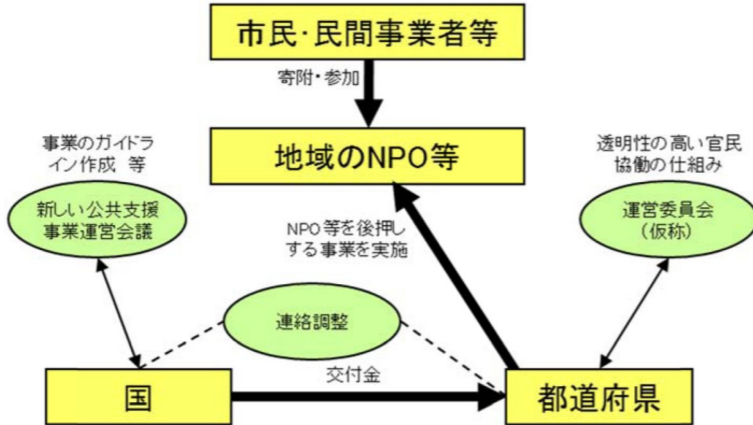 市民・民間事業者等
寄附・参加
地域のNPO等
事業のガイドラ
イン作成 等
新しい公共支援
事業運営会議
透明性の高い官民
協働の仕組み
運営委員会
（仮称）
NPO等を後押し
する事業を実施
連絡調整
国
交付金
都道府県